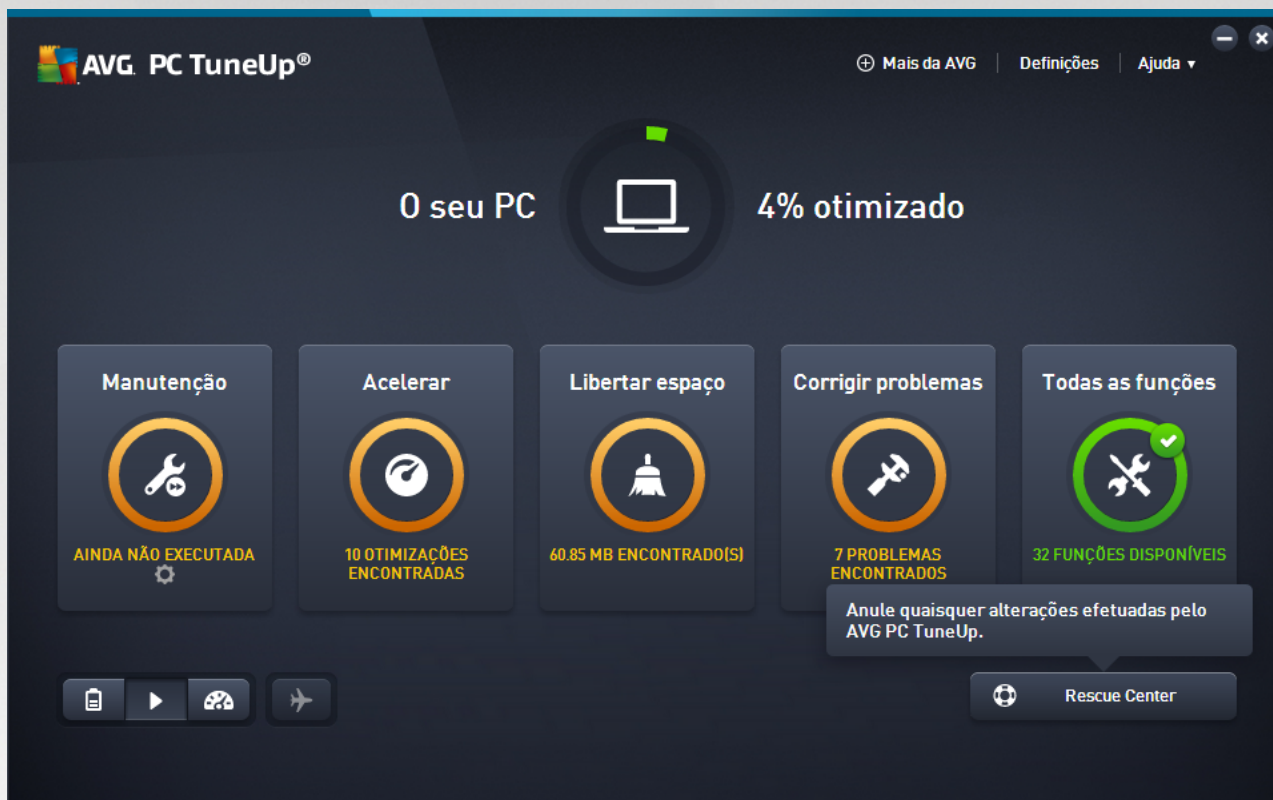 AVG. PC TuneUp®
Mais da AVG
Definições
Ajuda
O seu PC
4% otimizado
Manutenção
AINDA NÃO EXECUTADA
Acelerar
10 OTIMIZAÇÕES
ENCONTRADAS
Libertar espaço
60.85 MB ENCONTRADO(S)
Corrigir problemas
7 PROBLEMAS
ENCONTRADOS
Todas as funções
32 FUNÇÕES DISPONÍVEIS
Anule quaisquer alterações efetuadas pelo
AVG PC TuneUp.
Rescue Center